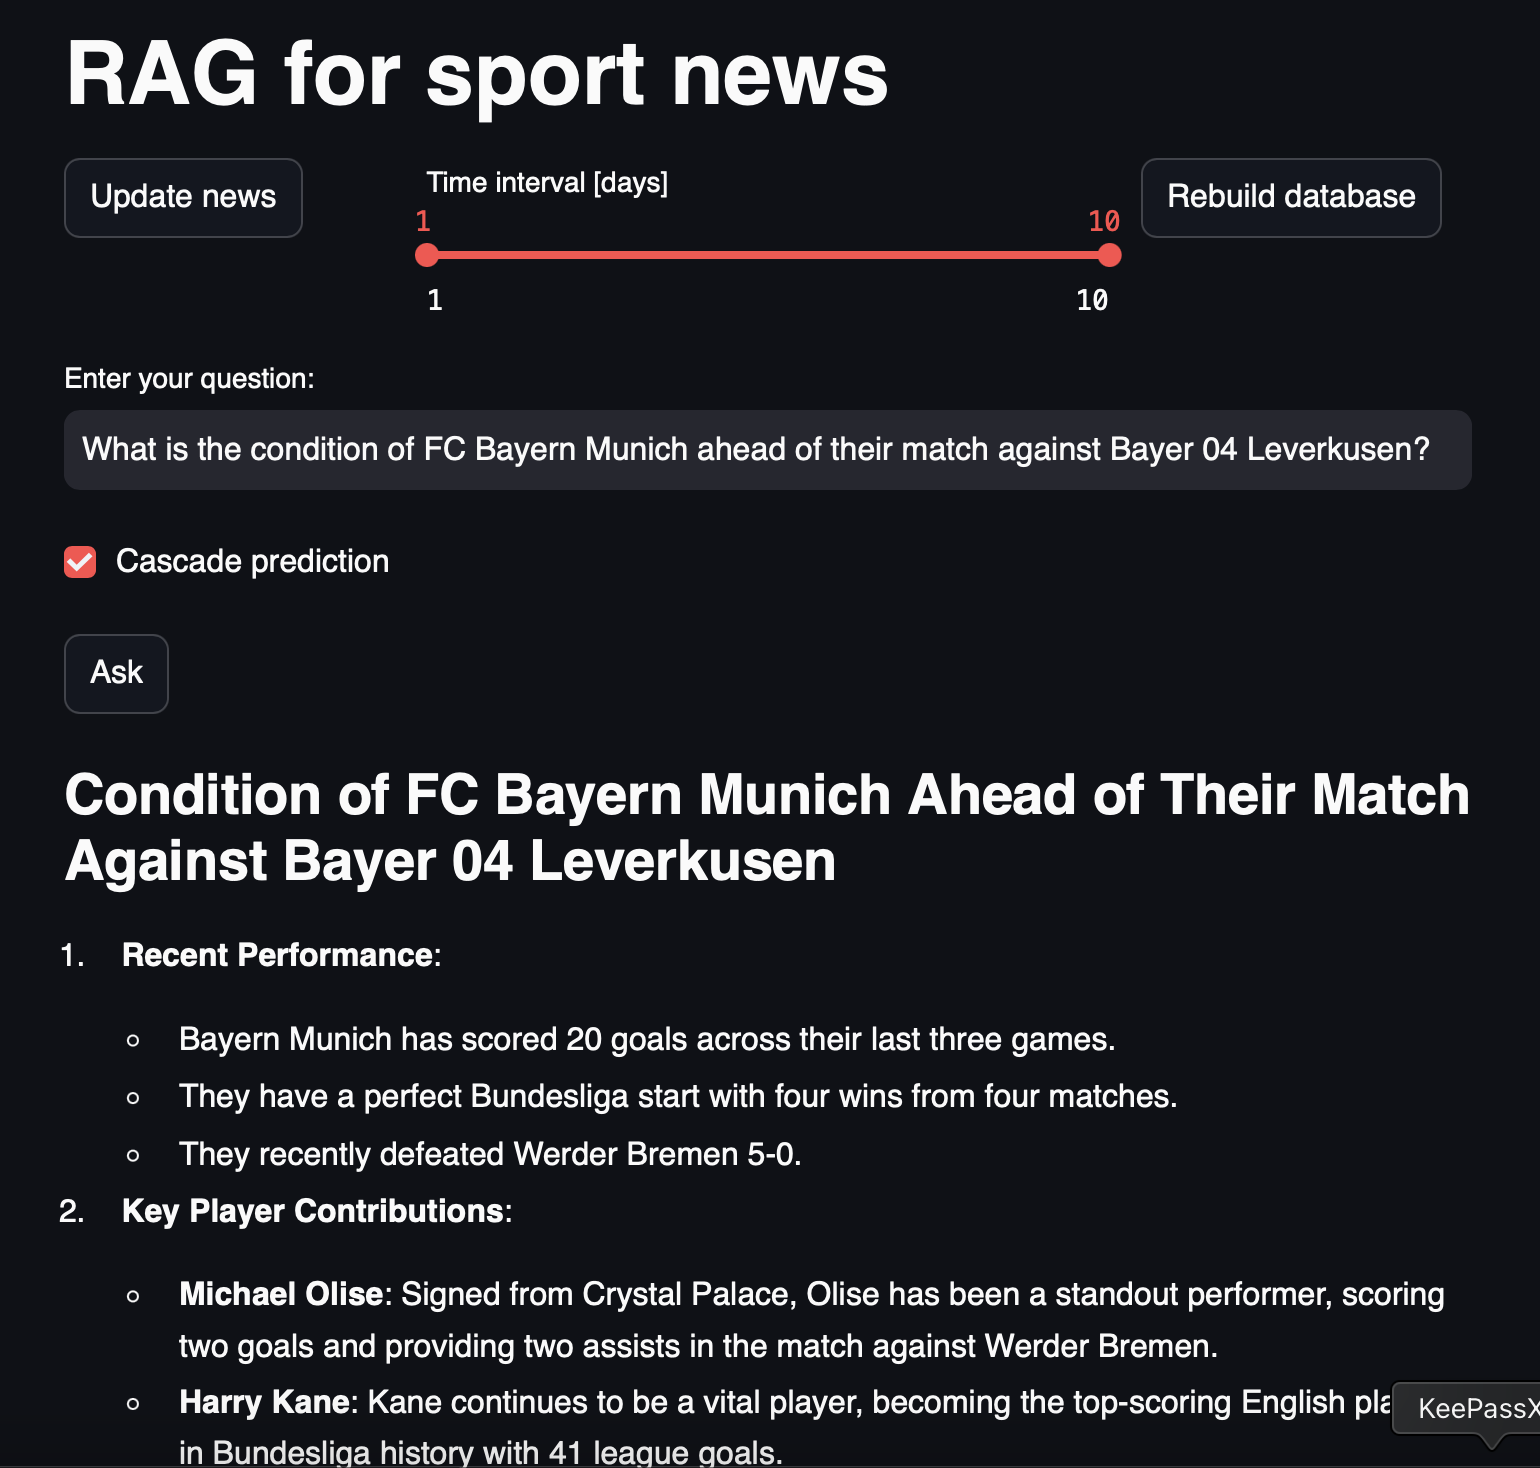 RAG for sport news
Update news
Time interval [days]
Rebuild database
1
10
1
10
Enter your question:
What is the condition of FC Bayern Munich ahead of their match against Bayer 04 Leverkusen?
Cascade prediction
Ask
Condition of FC Bayern Munich Ahead of Their Match
Against Bayer 04 Leverkusen
1. Recent Performance:
Bayern Munich has scored 20 goals across their last three games.
They have a perfect Bundesliga start with four wins from four matches.
They recently defeated Werder Bremen 5-0.
2. Key Player Contributions:
Michael Olise: Signed from Crystal Palace, Olise has been a standout performer, scoring
two goals and providing two assists in the match against Werder Bremen.
Harry Kane: Kane continues to be a vital player, becoming the top-scoring English
in Bundesliga history with 41 league goals.
KeePassX